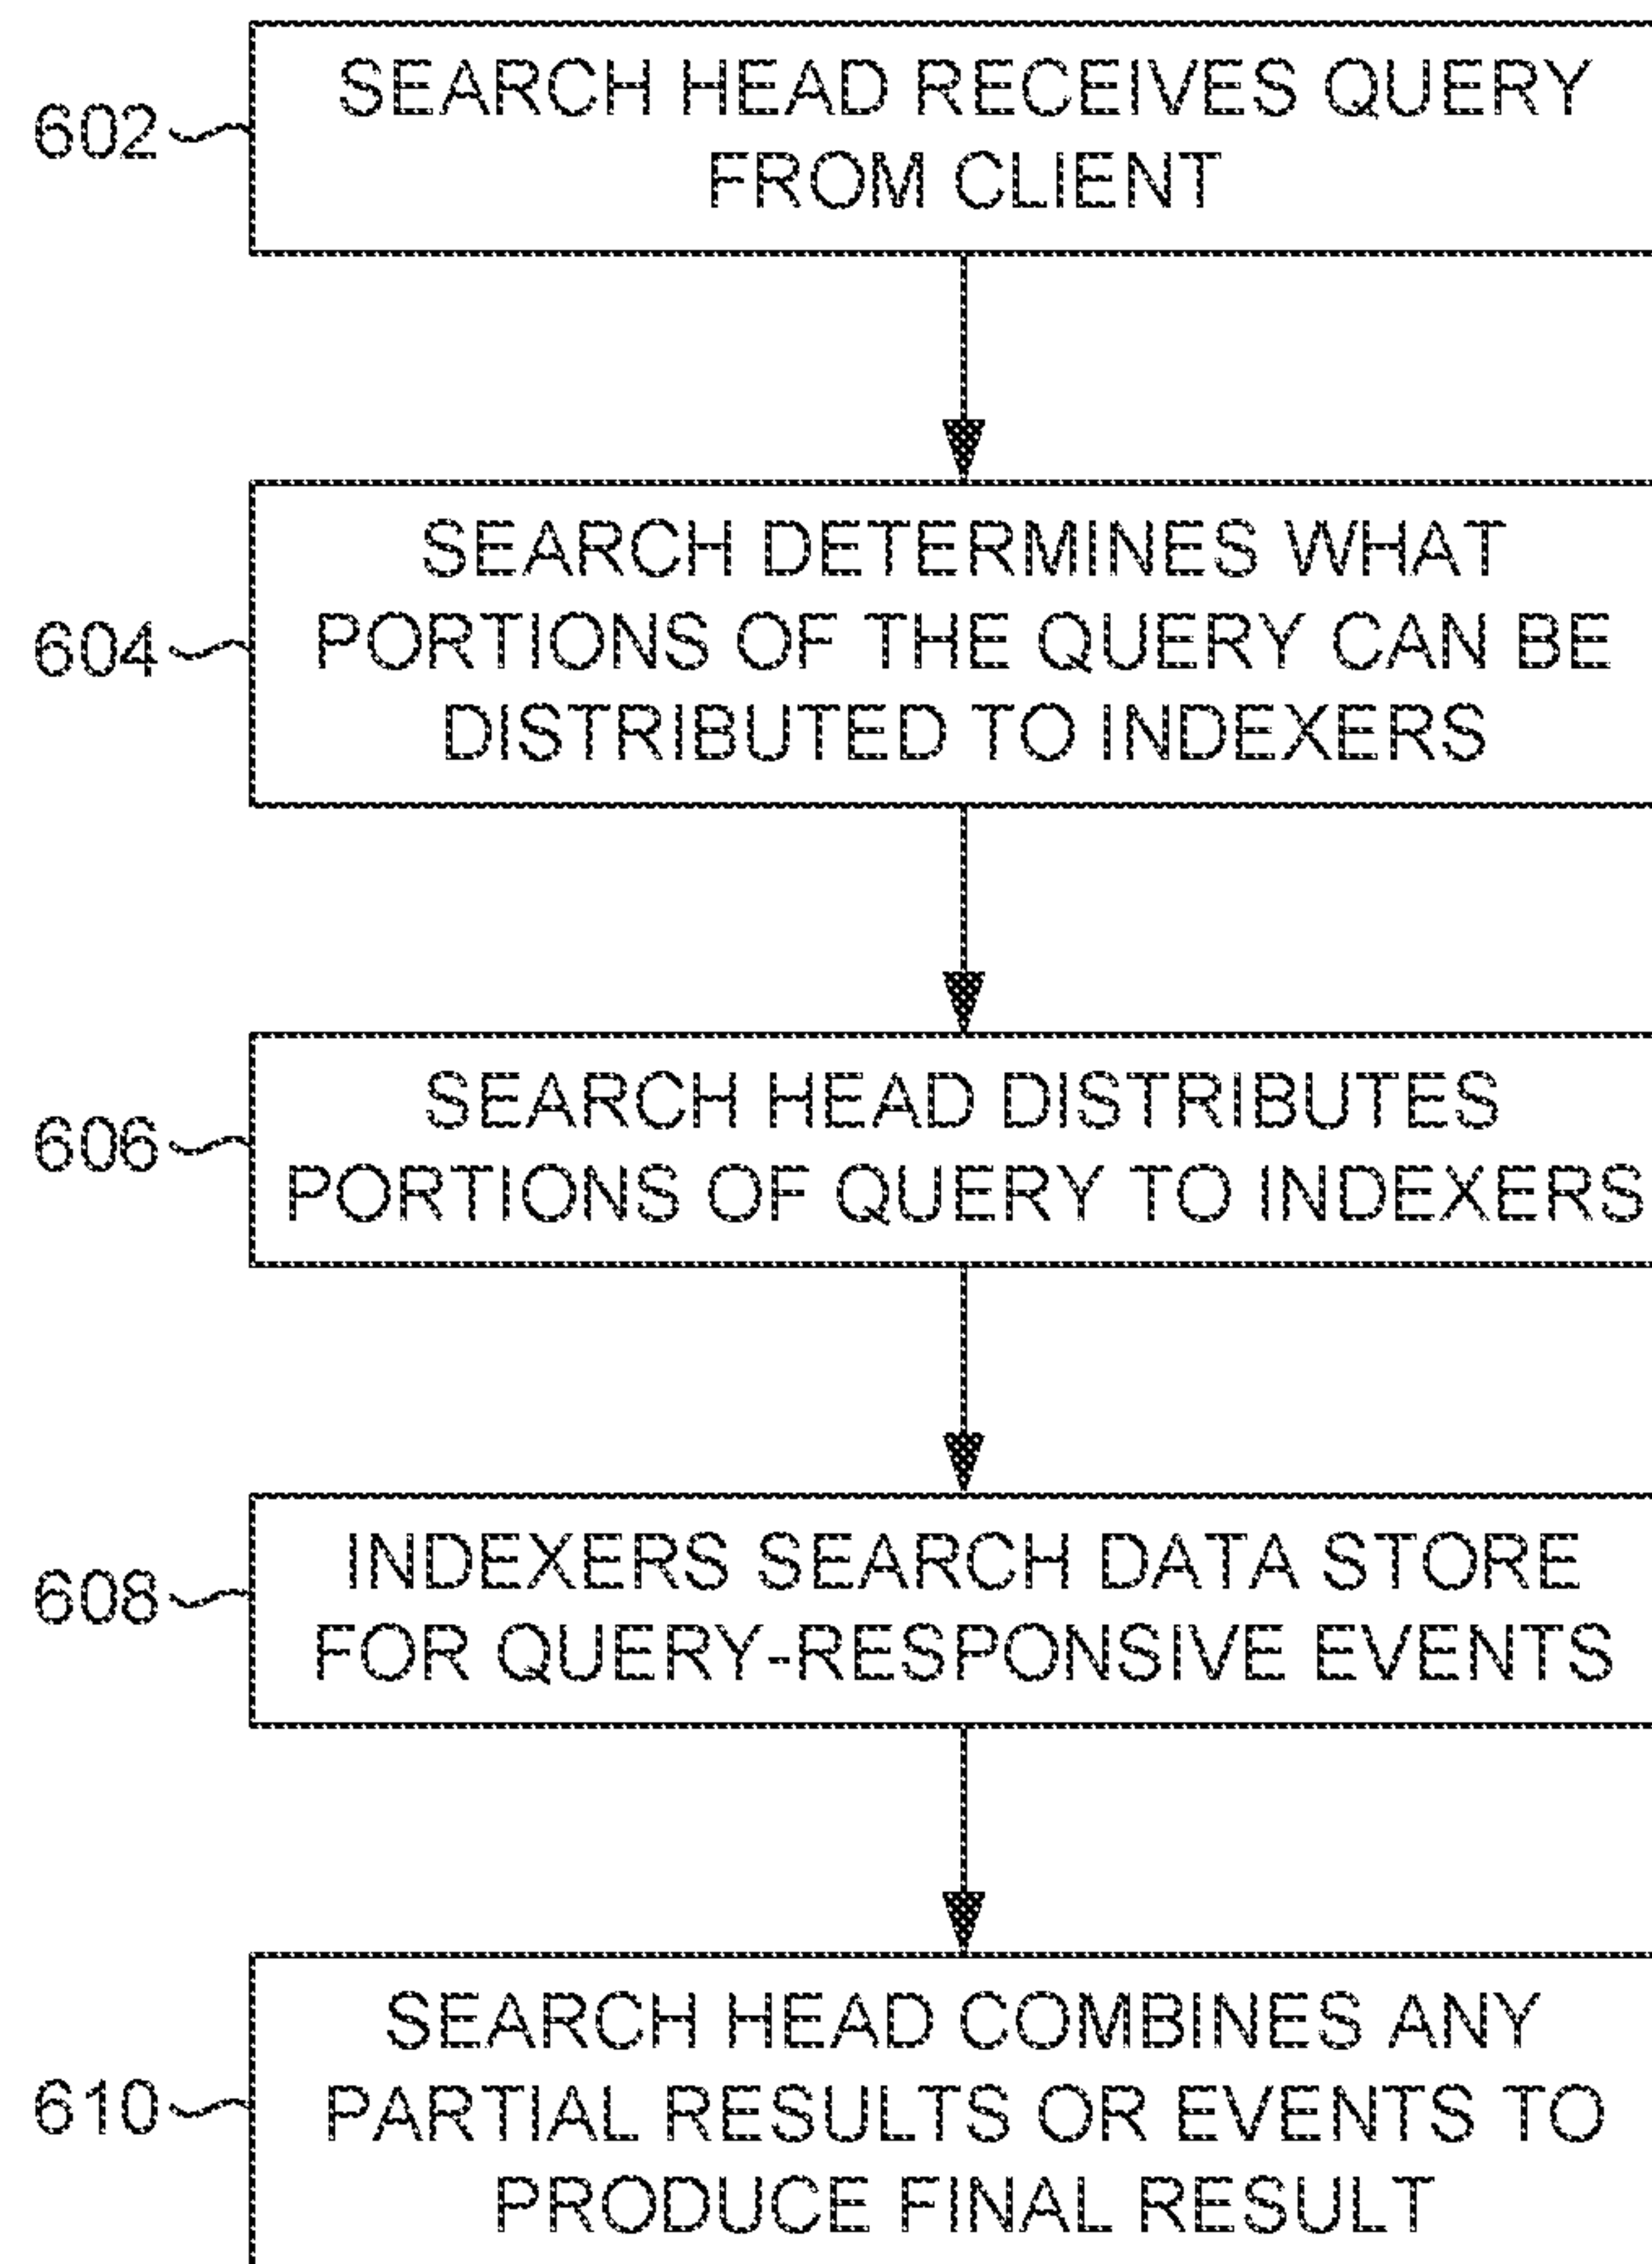 602
SEARCH HEAD RECEIVES QUERY
FROM CLIENT
604
SEARCH DETERMINES WHAT
PORTIONS OF THE QUERY CAN BE
DISTRIBUTED TO INDEXERS
606
SEARCH HEAD DISTRIBUTES
PORTIONS OF QUERY TO INDEXERS
608
INDEXERS SEARCH DATA STORE
FOR QUERY-RESPONSIVE EVENTS
610
SEARCH HEAD COMBINES ANY
PARTIAL RESULTS OR EVENTS TO
PRODUCE FINAL RESULT